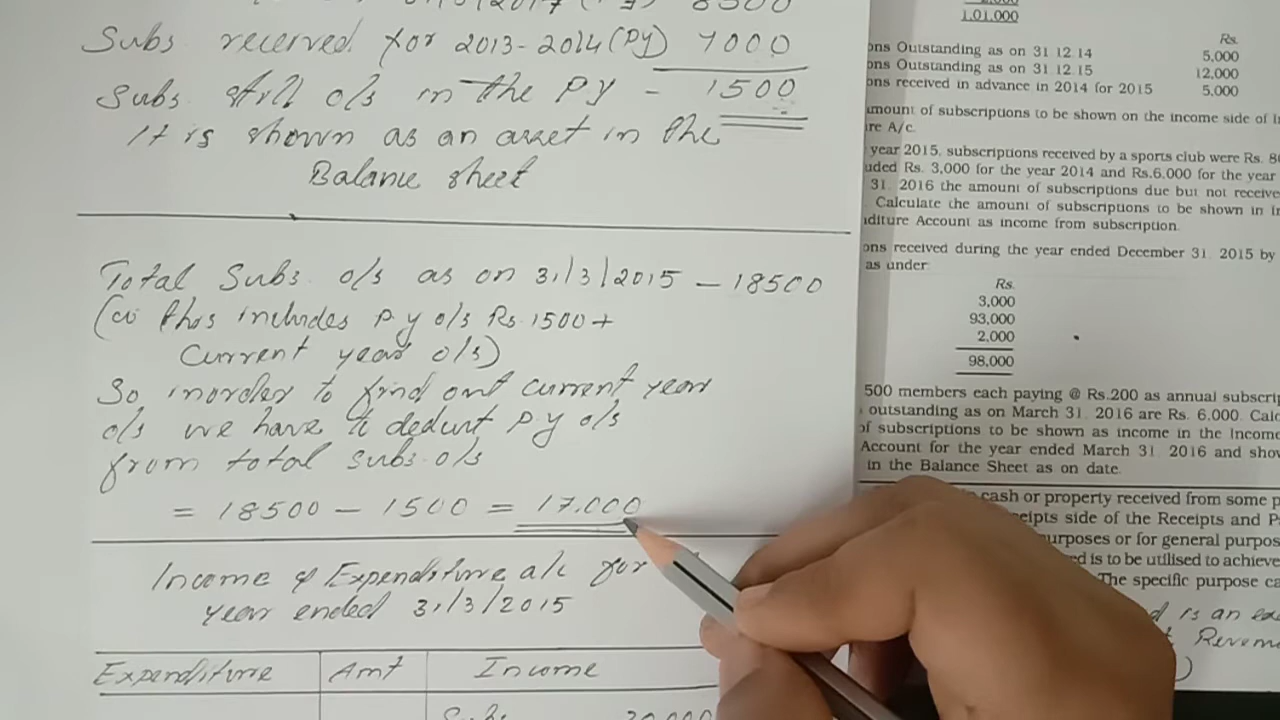 8500
Subs received for 2013-2014 (PY) 7000
Subs still o/s in the PY - 1500
It is shown as an asset in the
Balance sheet
Total Subs. o/s as on 31/3/2015 - 18500
this includes P y o/s Rs. 1500 +
Current year o/s)
So inorder to find out current year
o/s we have to deduct P.y o/s
from total subs. o/s
= 18500 - 1500 = 17,000
Income & Expenditure a/c for
year ended 31/3/2015
Expenditure Amt Income
Subs
1,01,000
Rs.
ons Outstanding as on 31.12.14 5,000
ons Outstanding as on 31.12.15 12,000
ons received in advance in 2014 for 2015 5,000
amount of subscriptions to be shown on the income side of
re A/c.
year 2015, subscriptions received by a sports club were Rs.
uded Rs. 3,000 for the year 2014 and Rs.6,000 for the year
31, 2016 the amount of subscriptions due but not receive
Calculate the amount of subscriptions to be shown in
diture Account as income from subscription.
ons received during the year ended December 31, 2015 by
as under
Rs.
3,000
93,000
2,000
98,000
500 members each paying @ Rs.200 as annual subscrip
outstanding as on March 31, 2016 are Rs. 6,000. Calc
of subscriptions to be shown as income in the Income
Account for the year ended March 31, 2016 and show
in the Balance Sheet as on date.
cash or property received from some p
eipts side of the Receipts and P
urposes or for general purpos
ed is to be utilised to achieve
The specific purpose ca
is an
Revenu